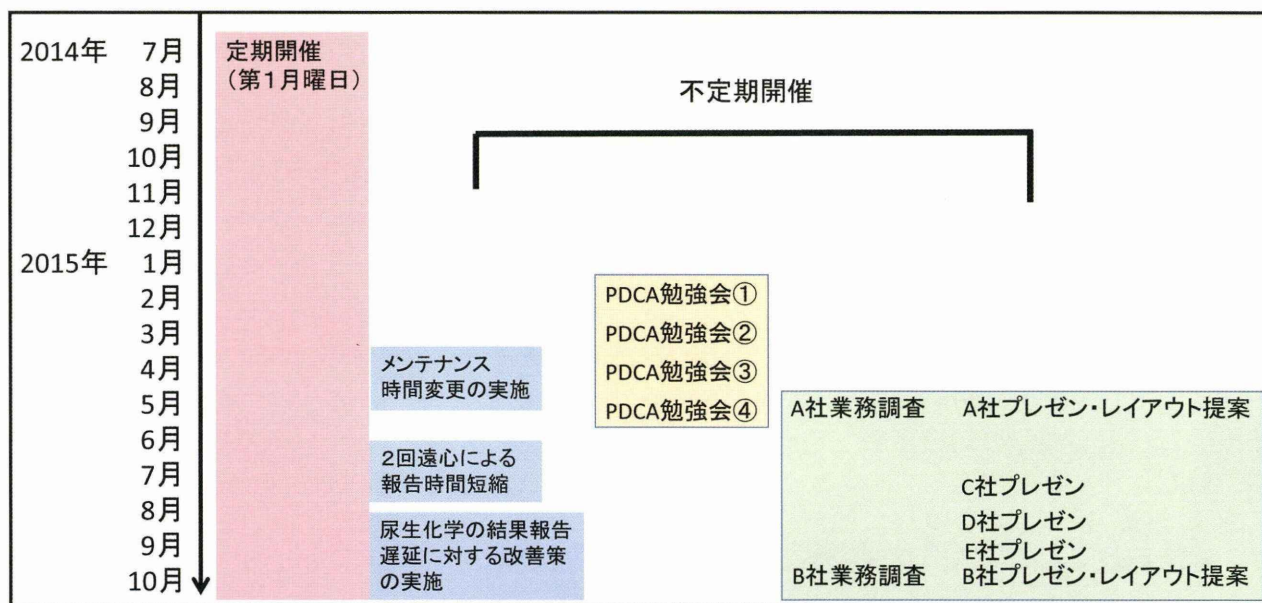 2014年 7月
8月
9月
10月
11月
12月
2015年 1月
2月
3月
4月
5月
6月
7月
8月
9月
10月
定期開催
（第1月曜日）
不定期開催
メンテナンス
時間変更の実施
2回遠心による
報告時間短縮
尿生化学の結果報告
遅延に対する改善策
の実施
PDCA勉強会①
PDCA勉強会②
PDCA勉強会③
PDCA勉強会④
A社業務調査 A社プレゼン・レイアウト提案
C社プレゼン
D社プレゼン
E社プレゼン
B社業務調査 B社プレゼン・レイアウト提案